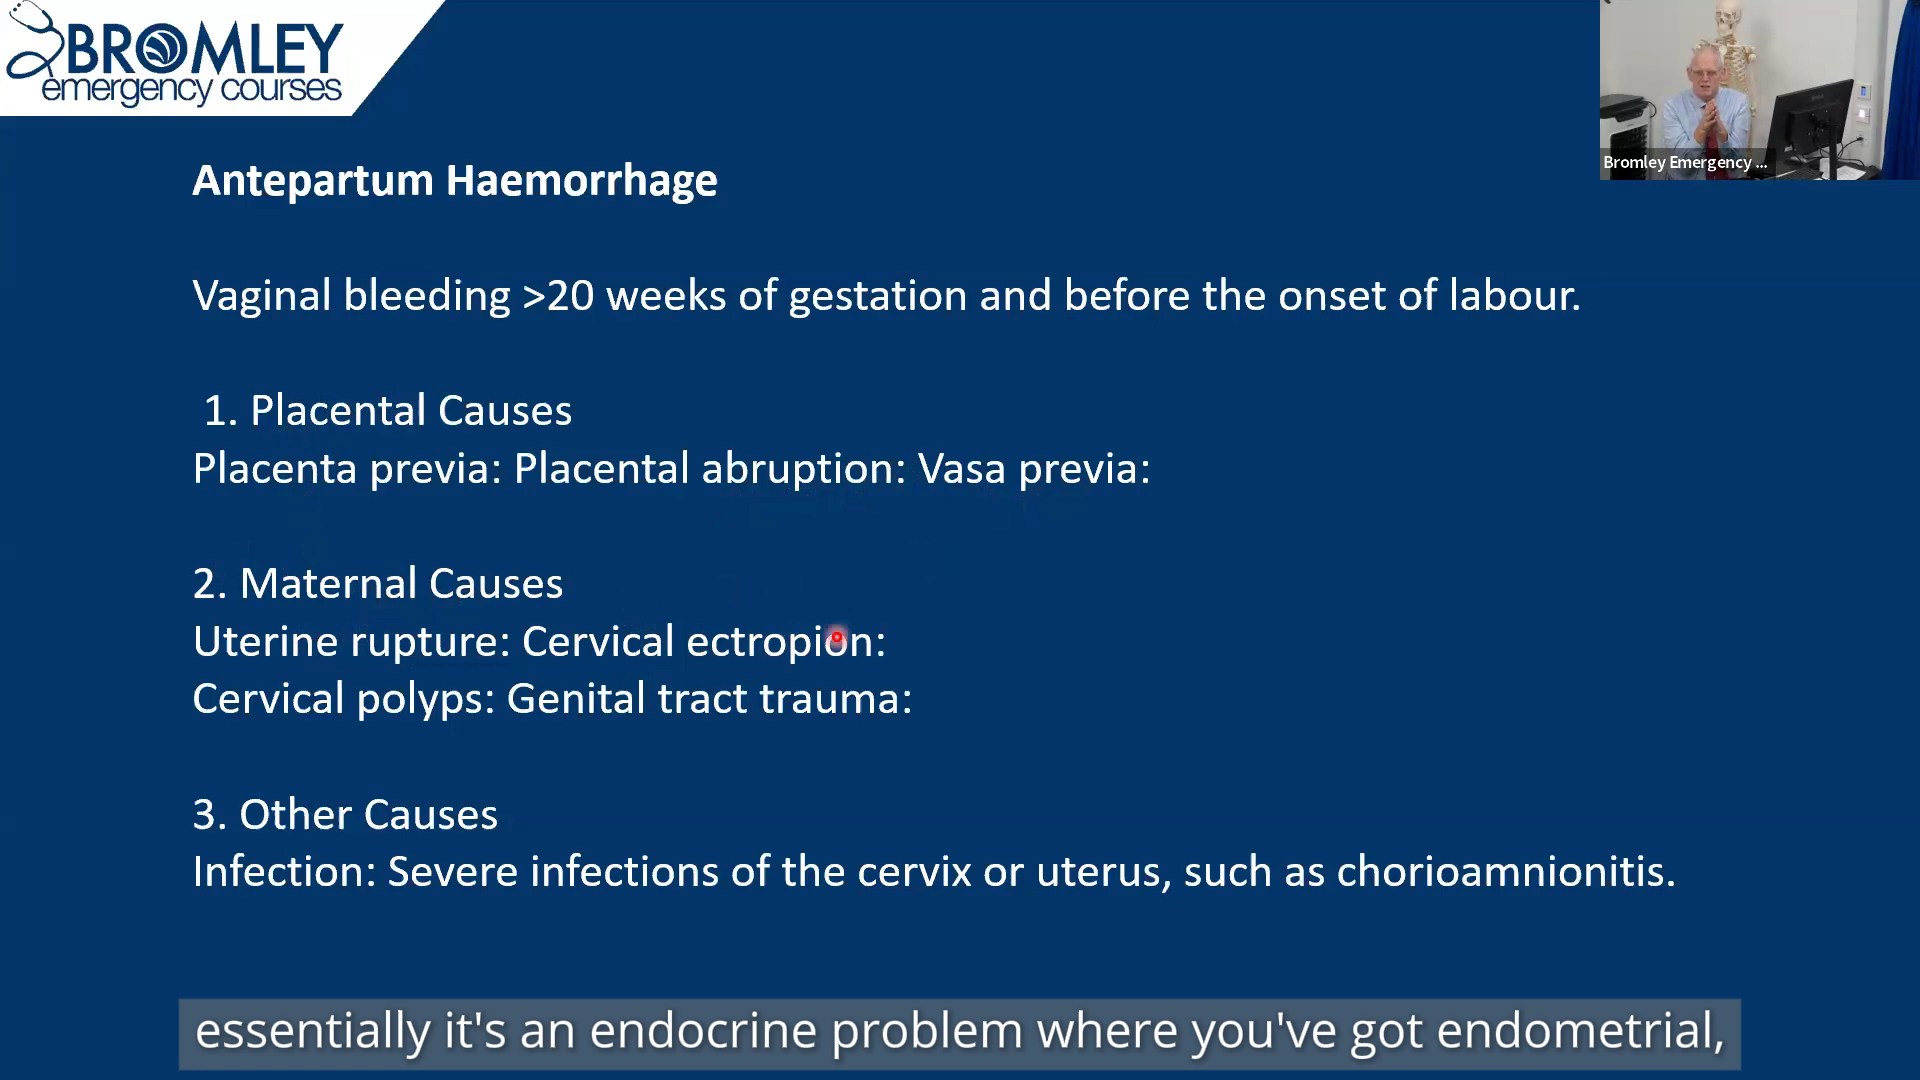 BROMLEY
emergency courses
Bromley Emergency ...
Antepartum Haemorrhage
Vaginal bleeding >20 weeks of gestation and before the onset of labour.
1. Placental Causes
Placenta previa: Placental abruption: Vasa previa:
2. Maternal Causes
Uterine rupture: Cervical ectropion:
Cervical polyps: Genital tract trauma:
3. Other Causes
Infection: Severe infections of the cervix or uterus, such as chorioamnionitis.
essentially it's an endocrine problem where you've got endometrial,